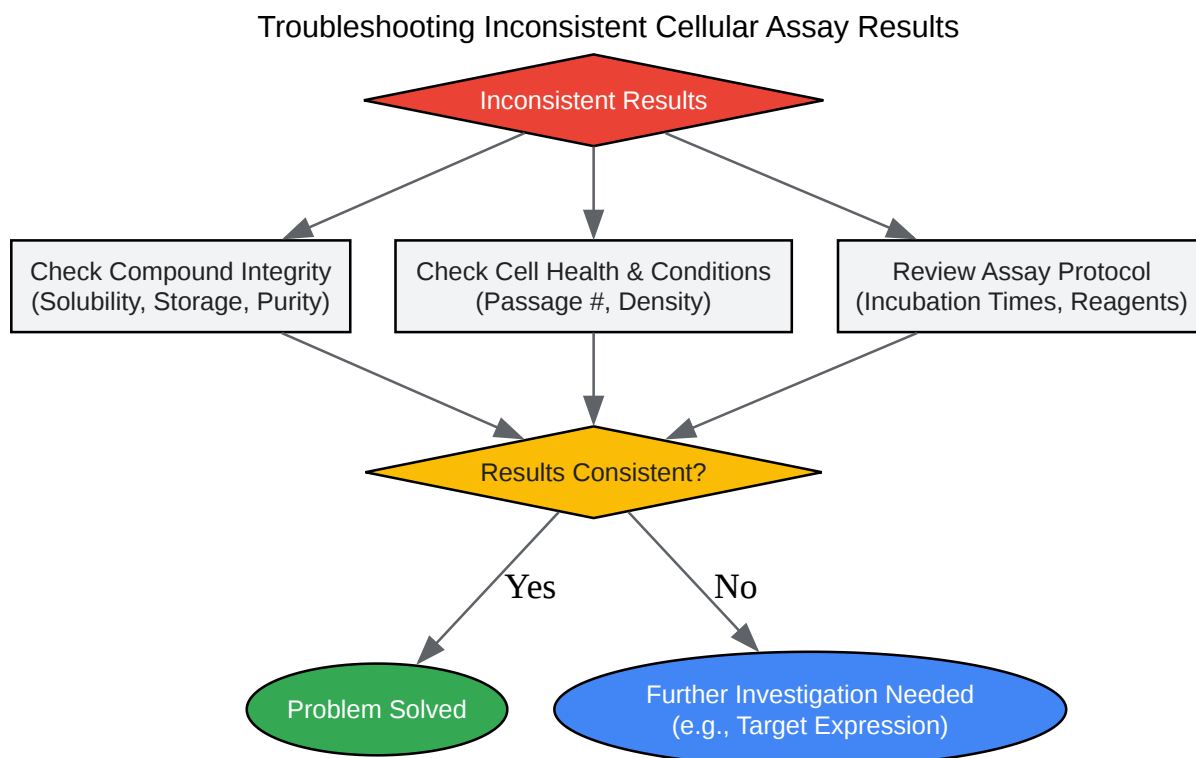 Troubleshooting Inconsistent Cellular Assay Results
Inconsistent Results
Check Compound Integrity
(Solubility, Storage, Purity)
Check Cell Health & Conditions
(Passage #, Density)
Review Assay Protocol
(Incubation Times, Reagents)
Results Consistent?
Yes
No
Problem Solved
Further Investigation Needed
(e.g., Target Expression)